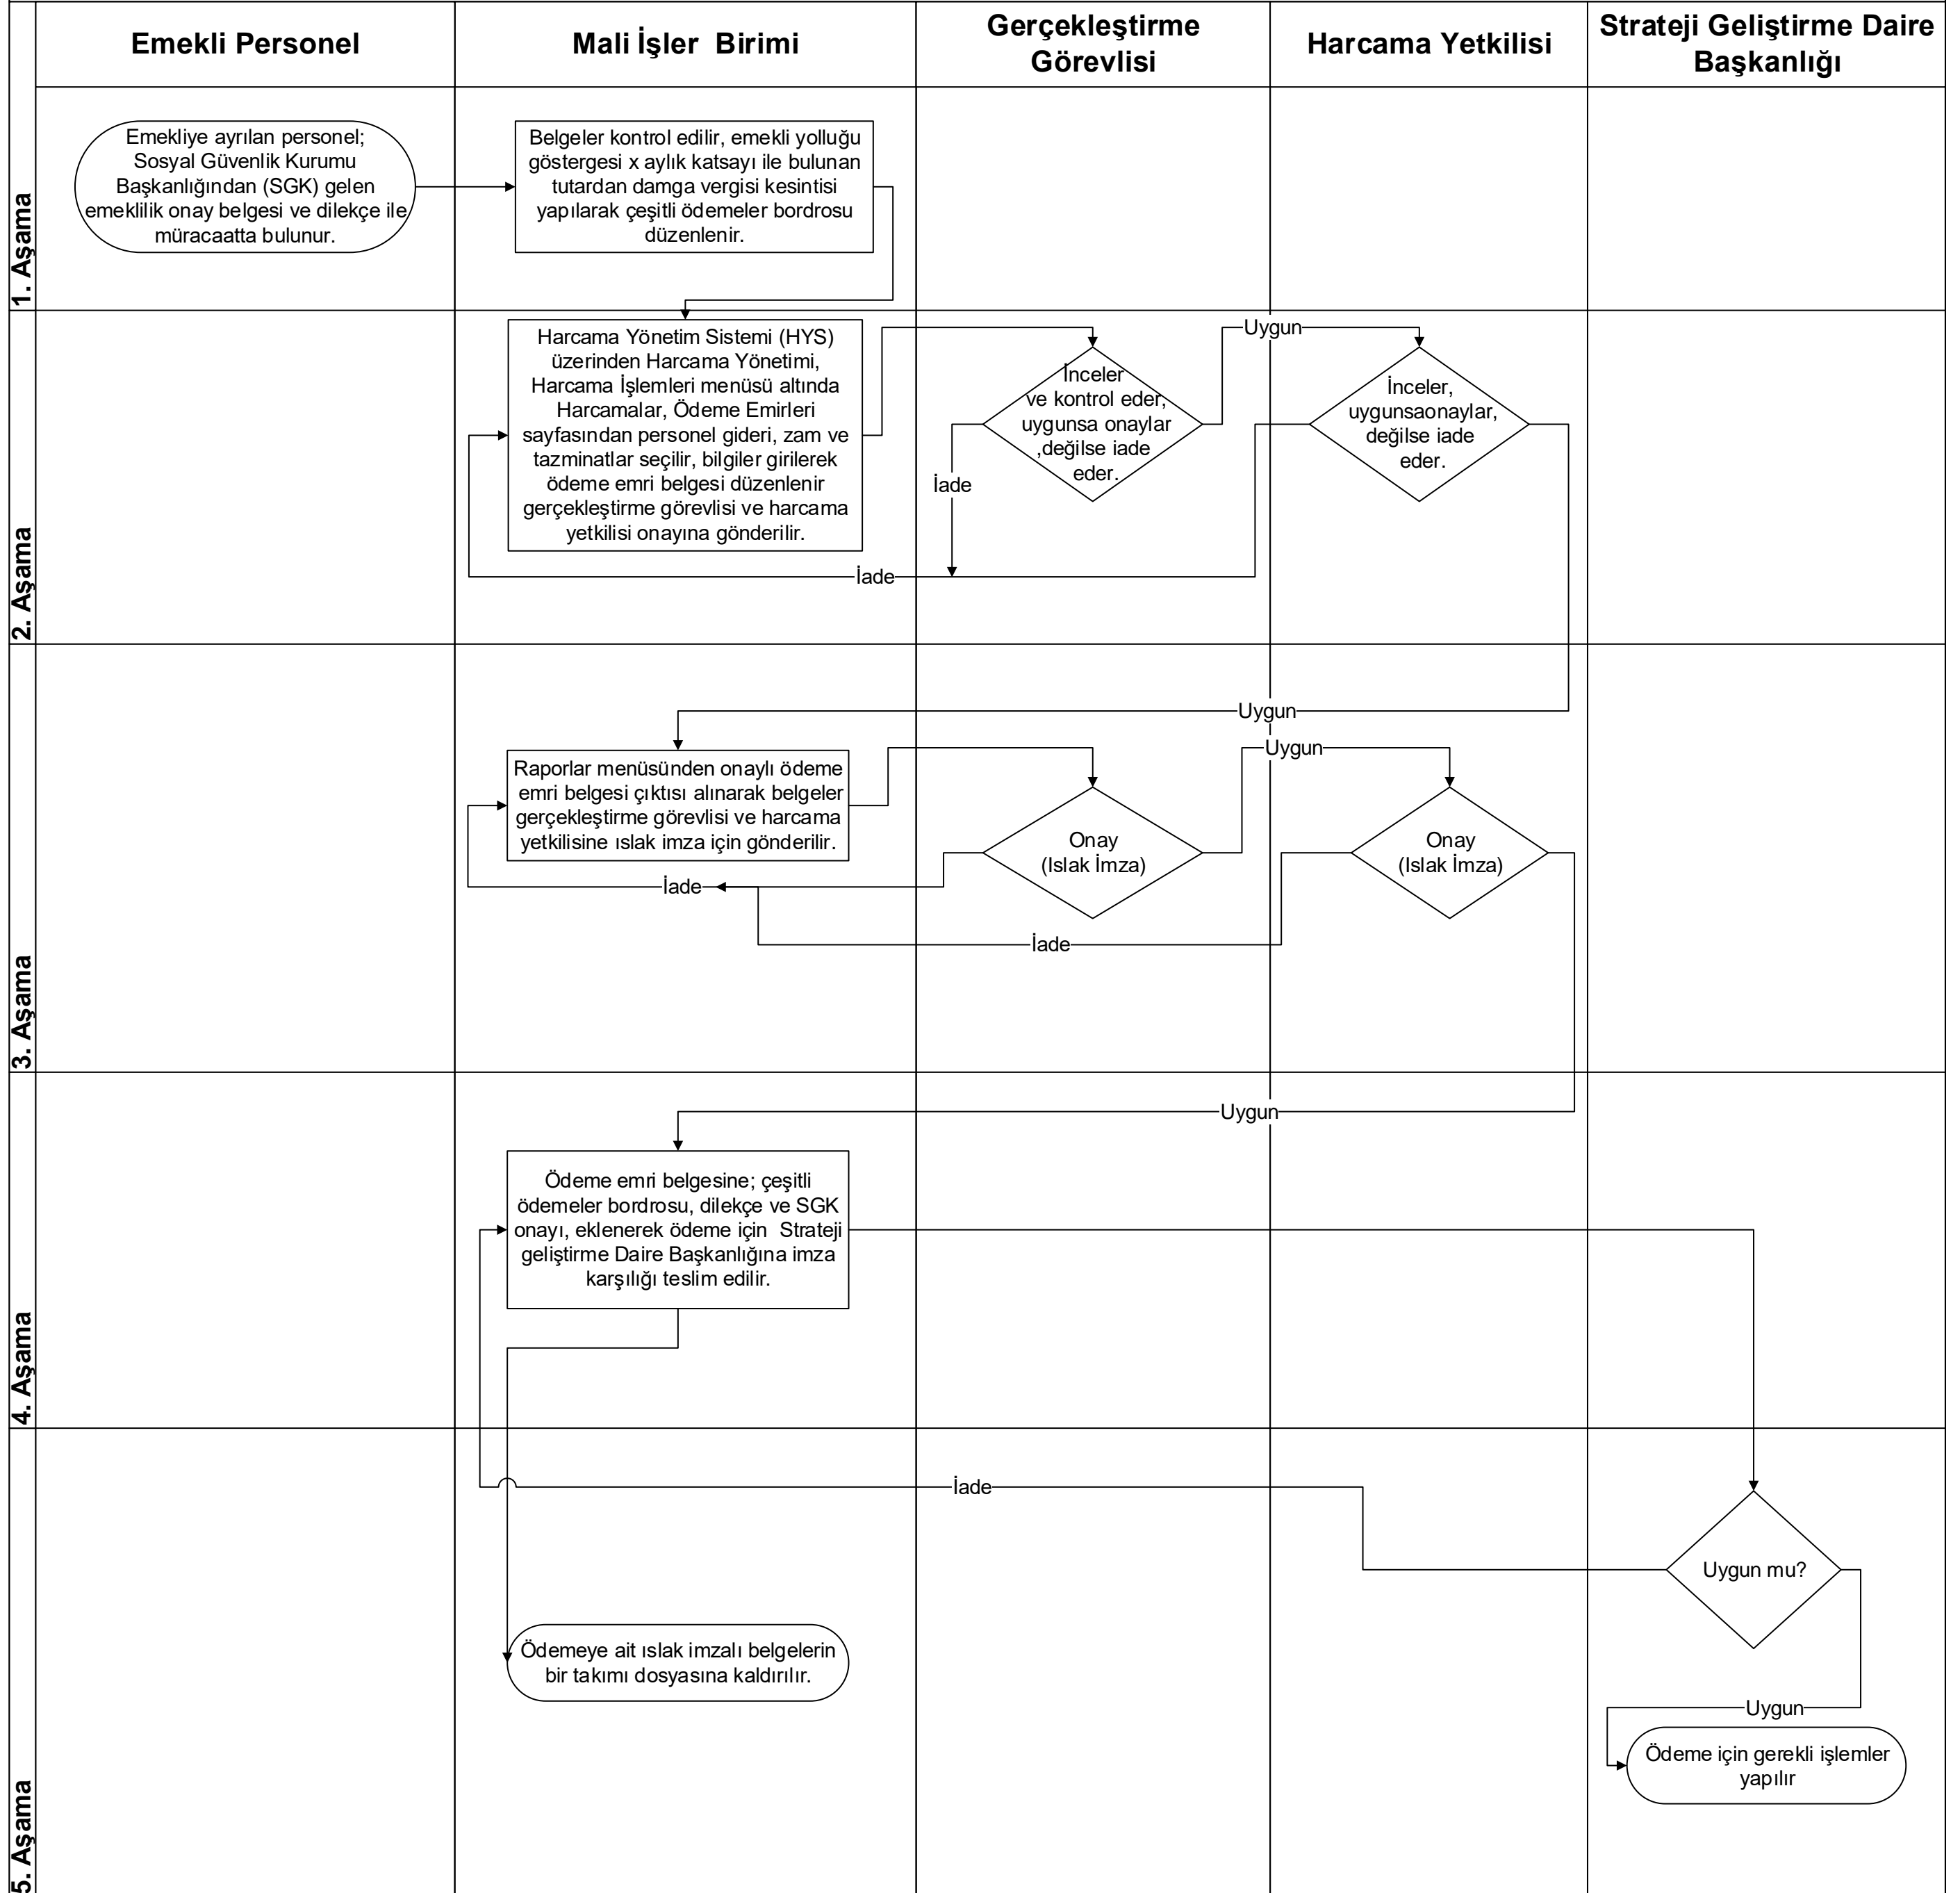 Emekli Personel
Mali İşler  Birimi
Gerçekleştirme
Görevlisi
Harcama Yetkilisi
Strateji Geliştirme Daire
Başkanlığı
1. Aşama
Emekliye ayrılan personel;
Sosyal Güvenlik Kurumu
Başkanlığından (SGK) gelen
emeklilik onay belgesi ve dilekçe ile
müracaatta bulunur.
Belgeler kontrol edilir, emekli yolluğu
göstergesi x aylık katsayı ile bulunan
tutardan damga vergisi kesintisi
yapılarak çeşitli ödemeler bordrosu
düzenlenir.
2. Aşama
Harcama Yönetim Sistemi (HYS)
üzerinden Harcama Yönetimi,
Harcama İşlemleri menüsü altında
Harcamalar, Ödeme Emirleri
sayfasından personel gideri, zam ve
tazminatlar seçilir, bilgiler girilerek
ödeme emri belgesi düzenlenir
gerçekleştirme görevlisi ve harcama
yetkilisi onayına gönderilir.
İnceler
ve kontrol eder,
uygunsa onaylar
,değilse iade
eder.
Uygun
İnceler,
uygunsaonaylar,
değilse iade
eder.
İade
İade
3. Aşama
Uygun
Raporlar menüsünden onaylı ödeme
emri belgesi çıktısı alınarak belgeler
gerçekleştirme görevlisi ve harcama
yetkilisine ıslak imza için gönderilir.
Uygun
Onay
(Islak İmza)
Onay
(Islak İmza)
İade
İade
4. Aşama
Uygun
Ödeme emri belgesine; çeşitli
ödemeler bordrosu, dilekçe ve SGK
onayı, eklenerek ödeme için  Strateji
geliştirme Daire Başkanlığına imza
karşılığı teslim edilir.
5. Aşama
İade
Uygun mu?
Ödemeye ait ıslak imzalı belgelerin
bir takımı dosyasına kaldırılır.
Uygun
Ödeme için gerekli işlemler
yapılır